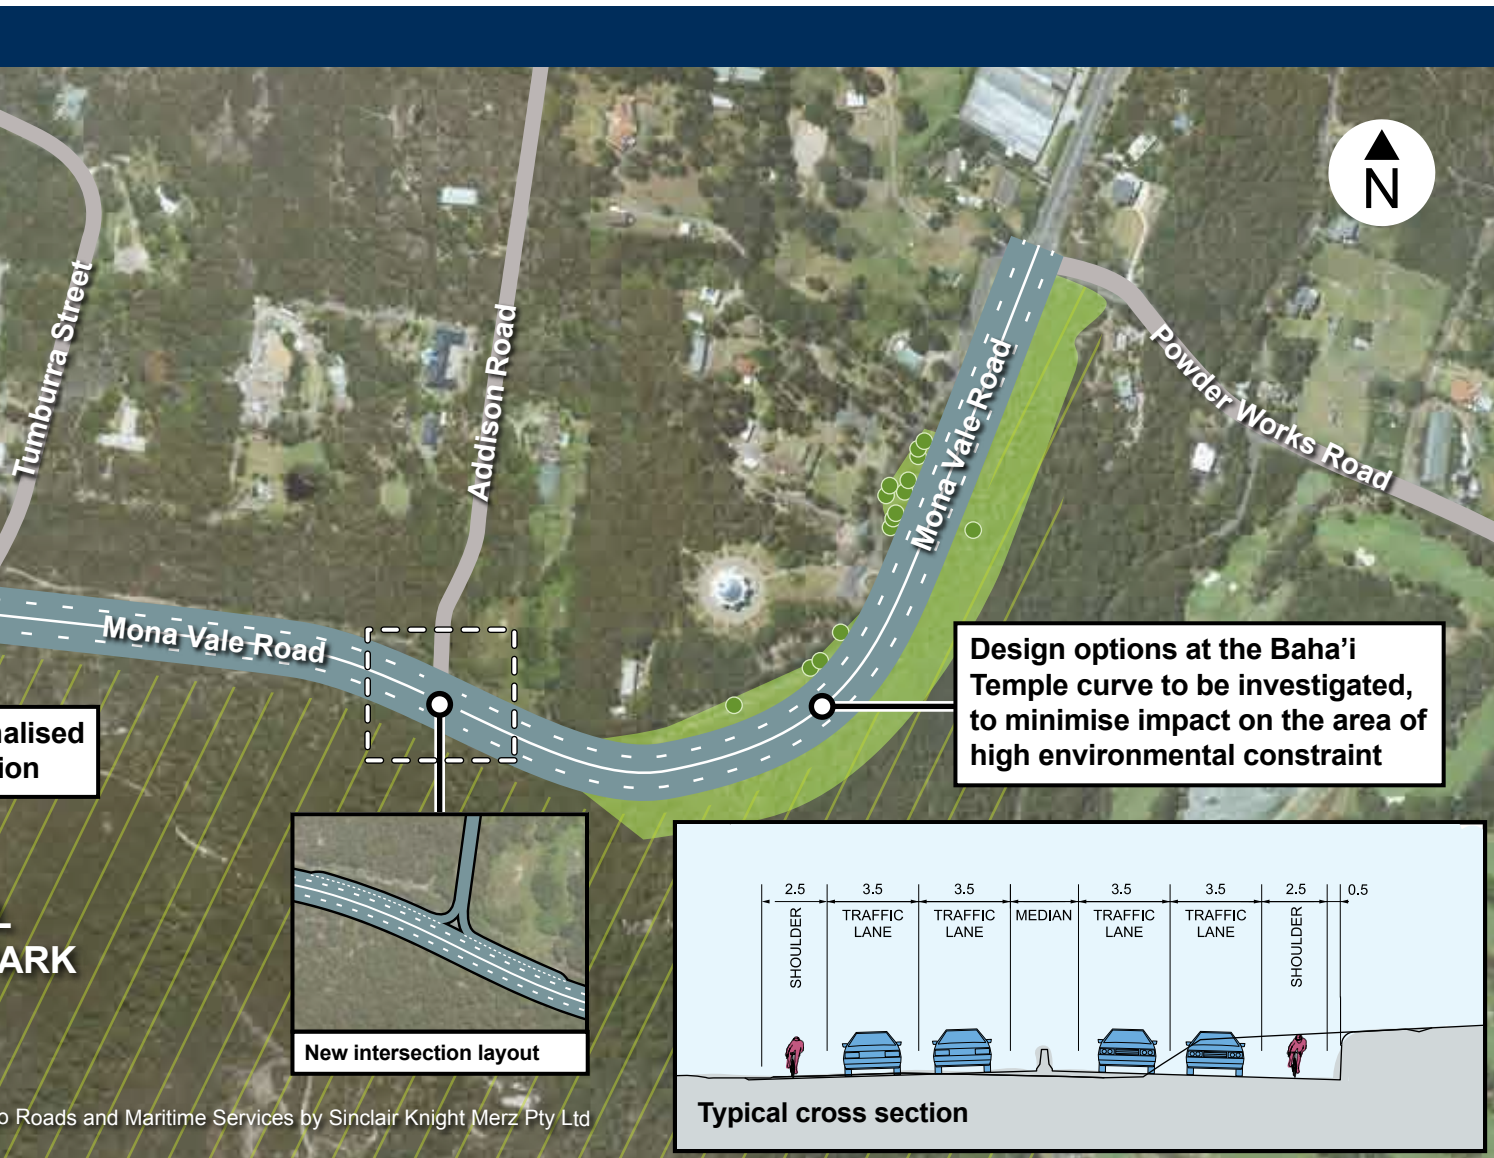 N
Tumburra Street
Addison Road
Mona Vale Road
Powder Works Road
Mona Vale Road
Design options at the Baha'i
Temple curve to be investigated,
to minimise impact on the area of
high environmental constraint
alised
ion
ARK
New intersection layout
2.5 3.5 3.5 3.5 3.5 2.5 0.5
SHOULDER
TRAFFIC
LANE
TRAFFIC
LANE
MEDIAN
TRAFFIC
LANE
TRAFFIC
LANE
SHOULDER
Typical cross section
o Roads and Maritime Services by Sinclair Knight Merz Pty Ltd